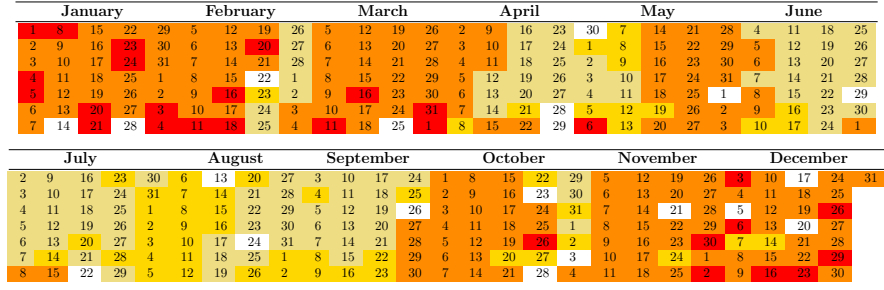 January February March April May June
1 8 15 22 29 5 12 19 26 5 12 19 26 2 9 16 23 30 7 14 21 28 4 11 18 25
2 9 16 23 30 6 13 20 27 6 13 20 27 3 10 17 24 1 8 15 22 29 5 12 19 26
3 10 17 24 31 7 14 21 28 7 14 21 28 4 11 18 25 2 9 16 23 30 6 13 20 27
4 11 18 25 1 8 15 22 1 8 15 22 29 5 12 19 26 3 10 17 24 31 7 14 21 28
5 12 19 26 2 9 16 23 2 9 16 23 30 6 13 20 27 4 11 18 25 1 8 15 22 29
6 13 20 27 3 10 17 24 3 10 17 24 31 7 14 21 28 5 12 19 26 2 9 16 23 30
7 14 21 28 4 11 18 25 4 11 18 25 1 8 15 22 29 6 13 20 27 3 10 17 24 1
July August September October November December
2 9 16 23 30 6 13 20 27 3 10 17 24 1 8 15 22 29 5 12 19 26 3 10 17 24 31
3 10 17 24 31 7 14 21 28 4 11 18 25 2 9 16 23 30 6 13 20 27 4 11 18 25
4 11 18 25 1 8 15 22 29 5 12 19 26 3 10 17 24 31 7 14 21 28 5 12 19 26
5 12 19 26 2 9 16 23 30 6 13 20 27 4 11 18 25 1 8 15 22 29 6 13 20 27
6 13 20 27 3 10 17 24 31 7 14 21 28 5 12 19 26 2 9 16 23 30 7 14 21 28
7 14 21 28 4 11 18 25 1 8 15 22 29 6 13 20 27 3 10 17 24 1 8 15 22 29
8 15 22 29 5 12 19 26 2 9 16 23 30 7 14 21 28 4 11 18 25 2 9 16 23 30